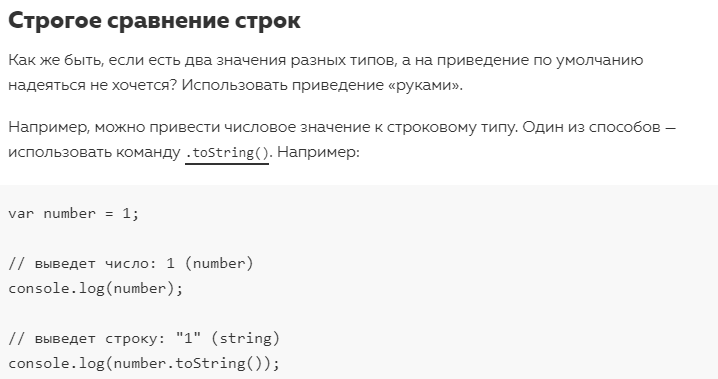 Строгое сравнение строк
Как же быть, если есть два значения разных типов, а на приведение по умолчанию
надеяться не хочется? Использовать приведение «руками».
Например, можно привести числовое значение к строковому типу. Один из способов —
использовать команду .toString(). Например:
var number = 1;
// выведет число: 1 (number)
console.log(number);
// выведет строку: "1" (string)
console.log(number.toString());